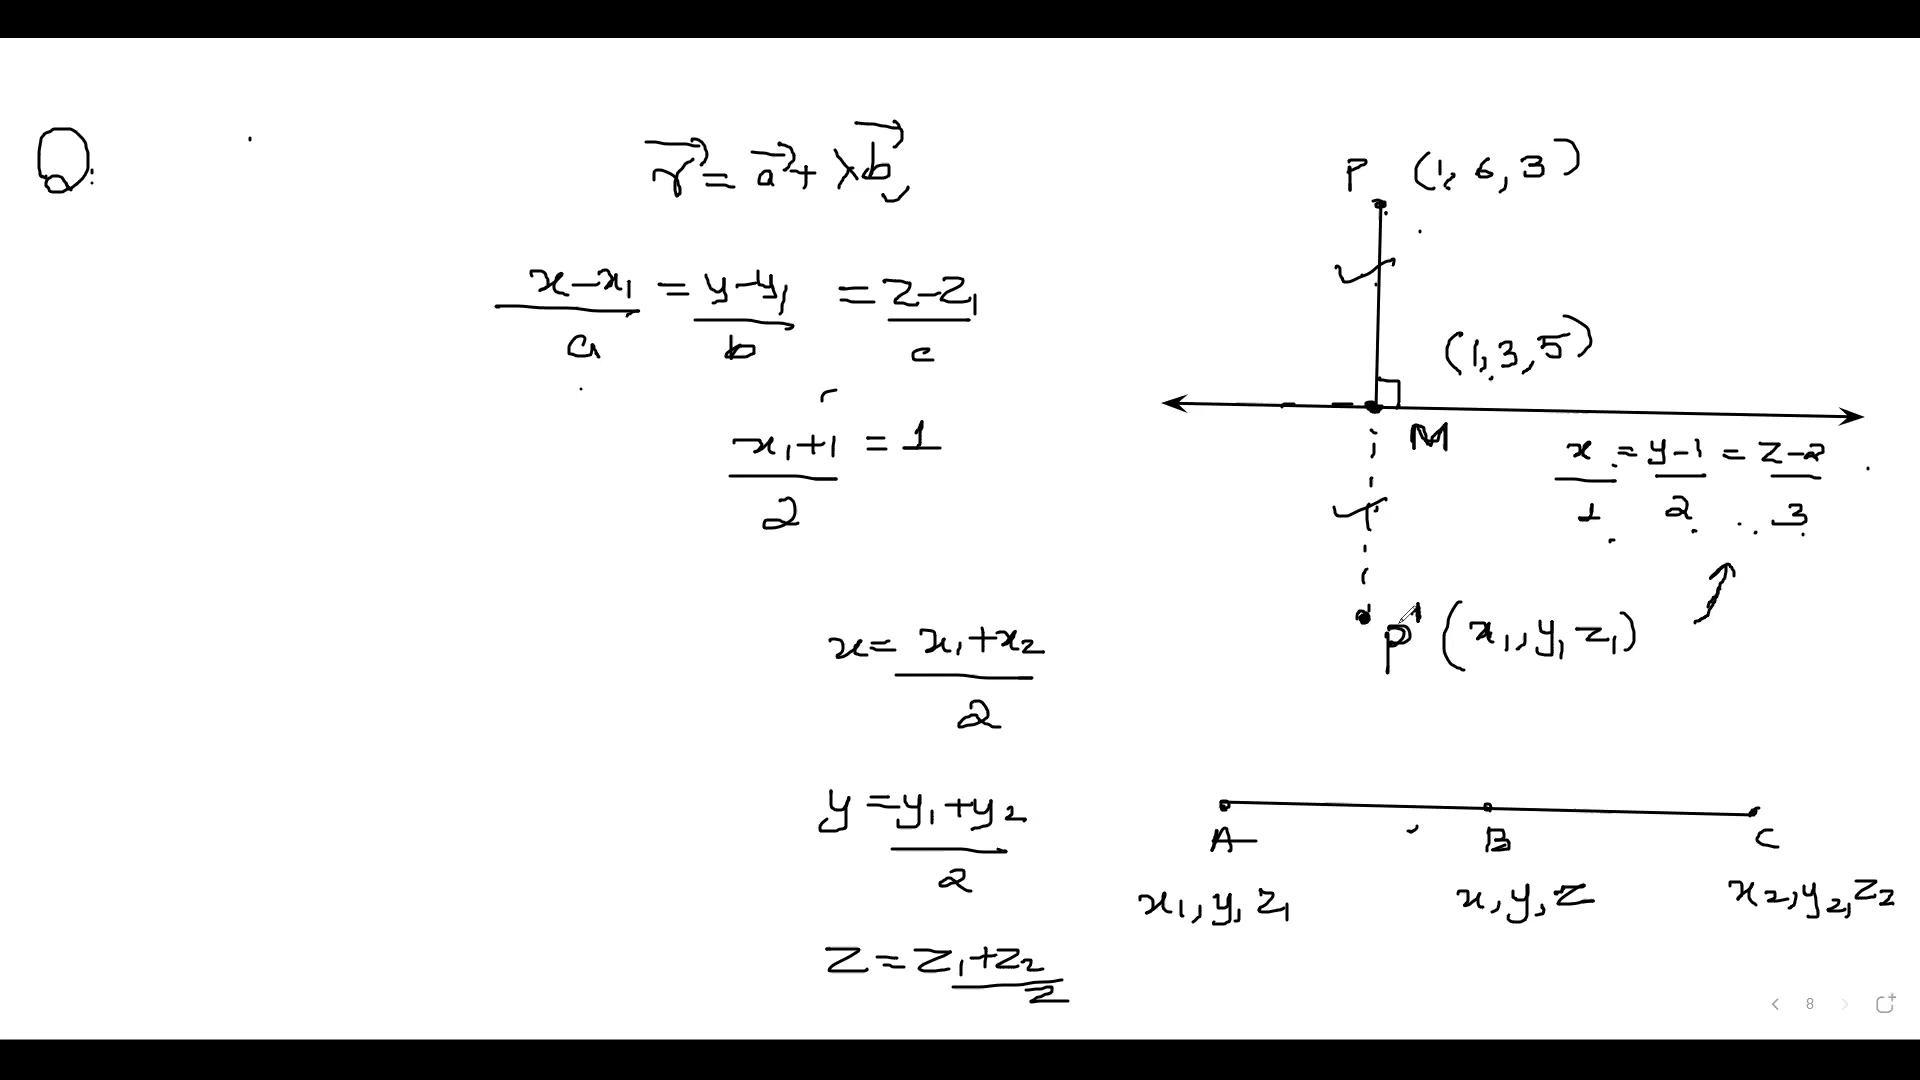 Q.
r⃗ = a⃗ + λb⃗
(x-x₁)/a = (y-y₁)/b = (z-z₁)/c
(x₁+1)/2 = 1
x = (x₁+x₂)/2
y = (y₁+y₂)/2
z = (z₁+z₂)/2
P (1, 6, 3)
(1, 3, 5)
M
x/1 = (y-1)/2 = (z-2)/3
P' (x₁, y₁ z₁)
A B C
x₁, y₁ z₁ x, y, z x₂, y₂, z₂
8